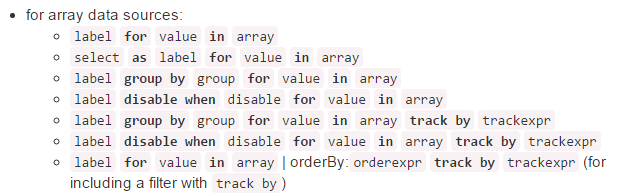 for array data sources:
label for value in array
select as label for value in array
label group by group for value in array
label disable when disable for value in array
label group by group for value in array track by trackexpr
label disable when disable for value in array track by trackexpr
label for value in array | orderBy: orderexpr track by trackexpr (for
including a filter with track by )